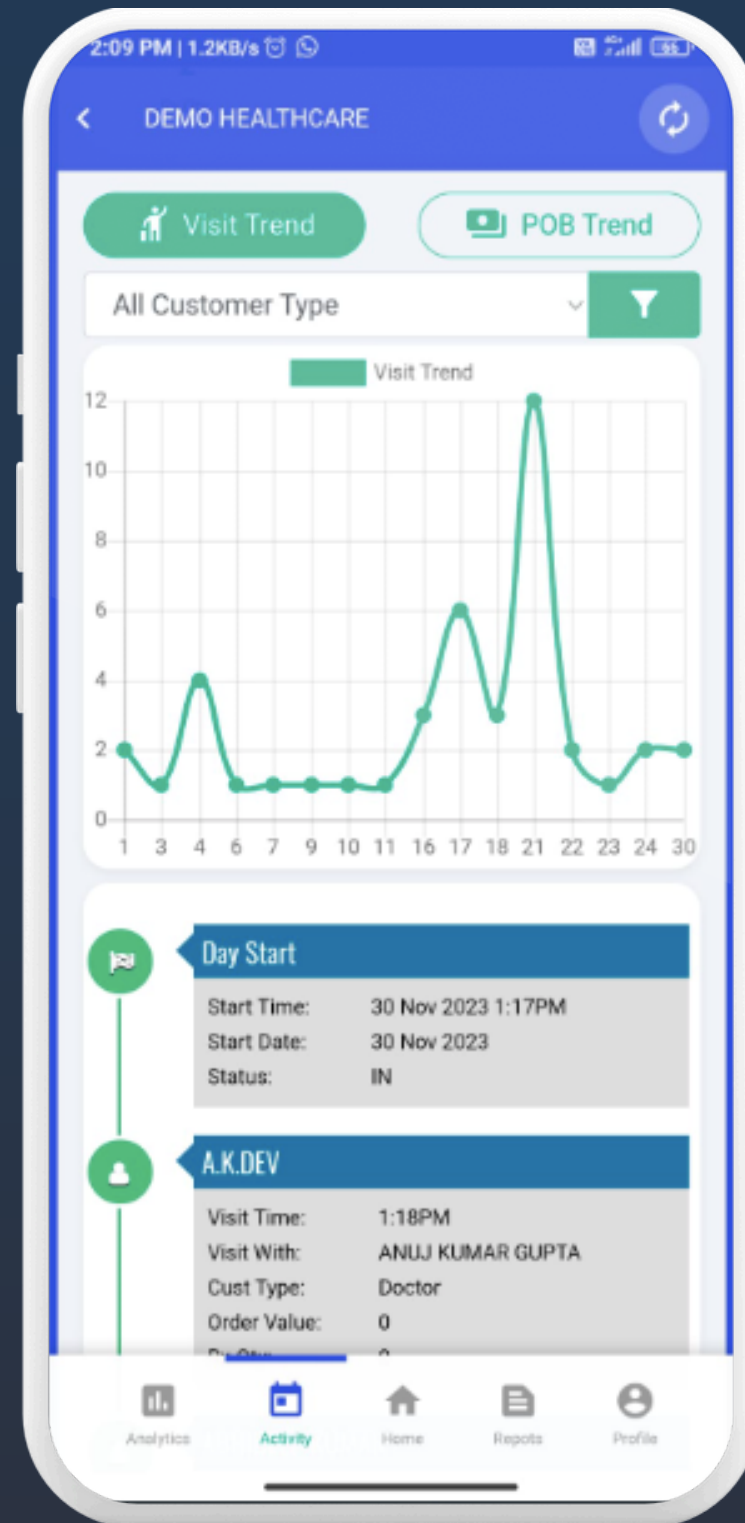 2:09 PM | 1.2KB/s
DEMO HEALTHCARE
Visit Trend
POB Trend
All Customer Type
Visit Trend
12
10
8
6
4
2
0
1 3 4 6 7 9 10 11 16 17 18 21 22 23 24 30
Day Start
Start Time: 30 Nov 2023 1:17PM
Start Date: 30 Nov 2023
Status: IN
A.K.DEV
Visit Time: 1:18PM
Visit With: ANUJ KUMAR GUPTA
Cust Type: Doctor
Order Value: 0
Analytics Activity Home Repots Profile